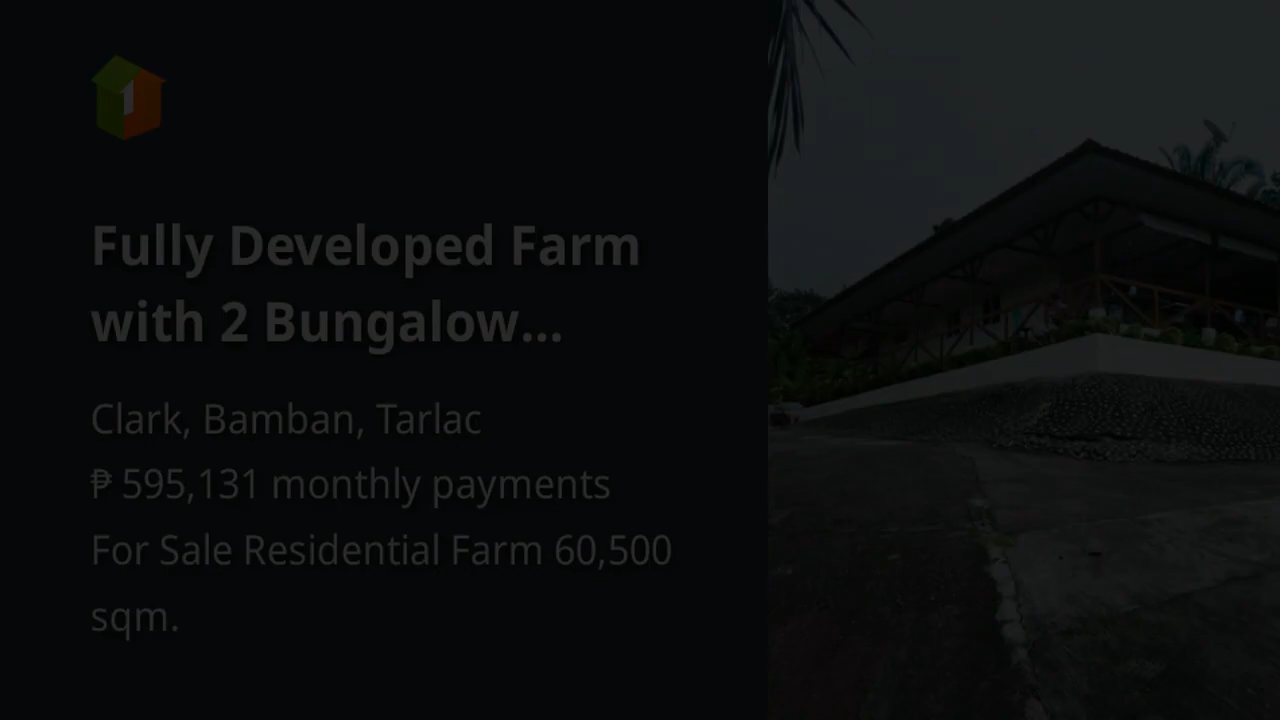 Fully Developed Farm
with 2 Bungalow...
Clark, Bamban, Tarlac
₱ 595,131 monthly payments
For Sale Residential Farm 60,500
sqm.